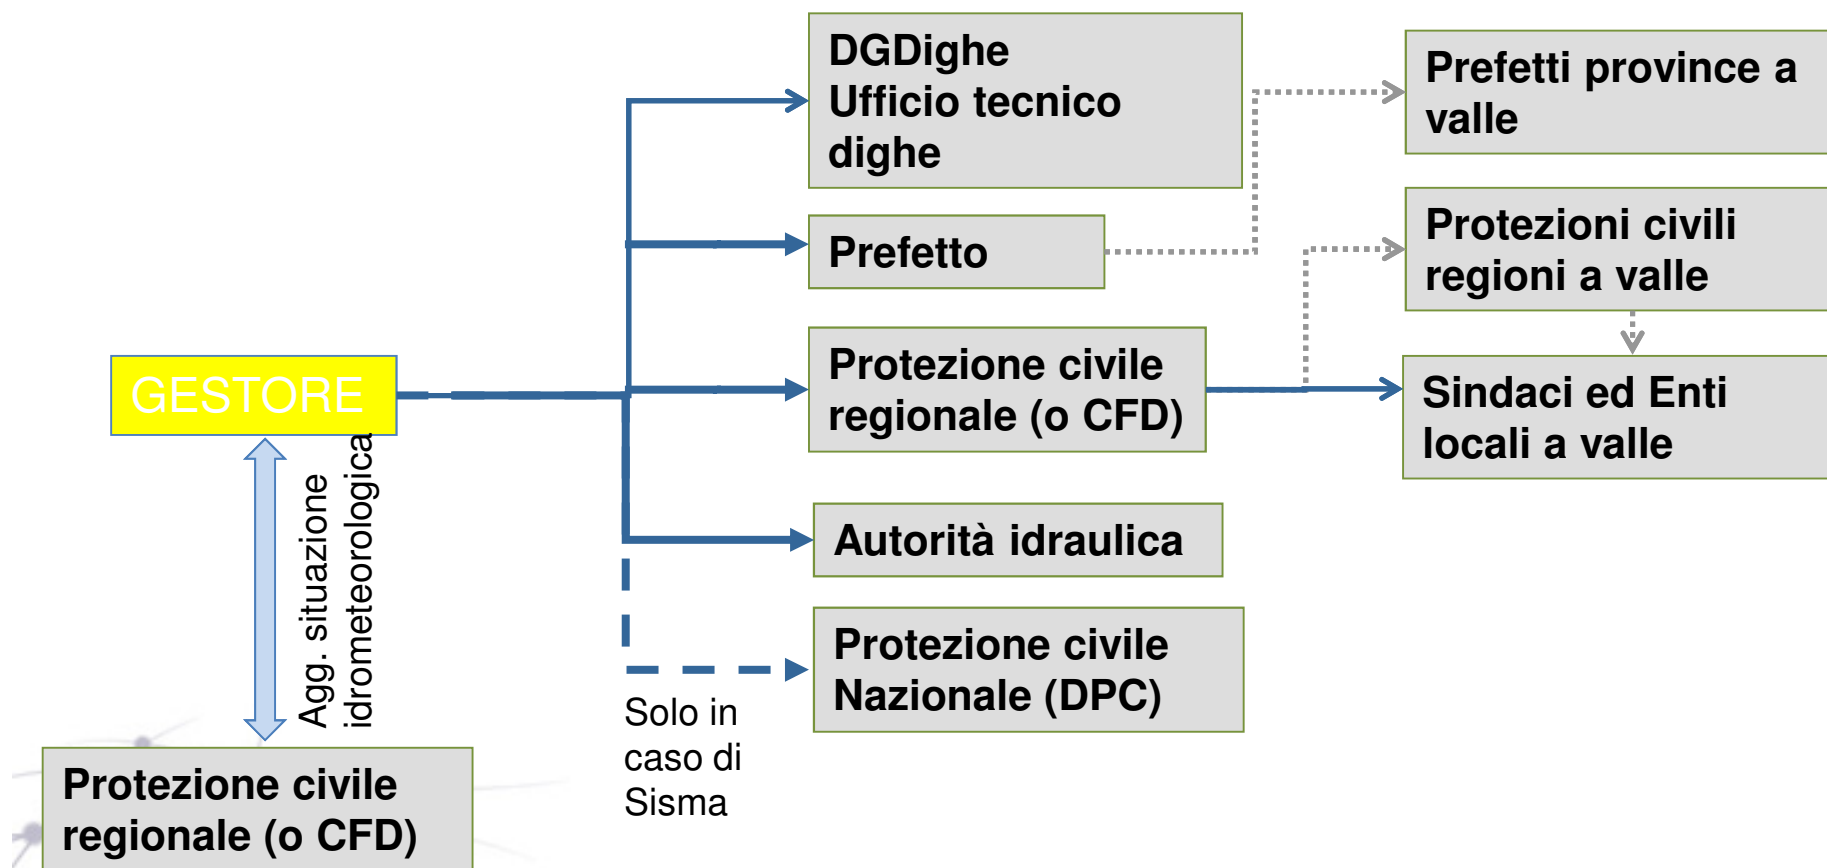 DGDighe
Ufficio tecnico
dighe
Prefetti province a
valle
Prefetto
Protezioni civili
regioni a valle
GESTORE
Protezione civile
regionale (o CFD)
Sindaci ed Enti
locali a valle
Agg. situazione
idrometeorologica
Autorità idraulica
Protezione civile
Nazionale (DPC)
Solo in
caso di
Sisma
Protezione civile
regionale (o CFD)